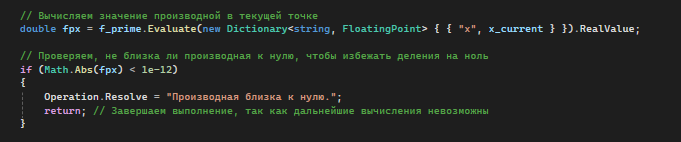 // Вычисляем значение производной в текущей точке
double fpx = f_prime.Evaluate(new Dictionary<string, FloatingPoint> { { "x", x_current } }).RealValue;
// Проверяем, не близка ли производная к нулю, чтобы избежать деления на ноль
if (Math.Abs(fpx) < 1e-12)
{
Operation.Resolve = "Производная близка к нулю.";
return; // Завершаем выполнение, так как дальнейшие вычисления невозможны
}